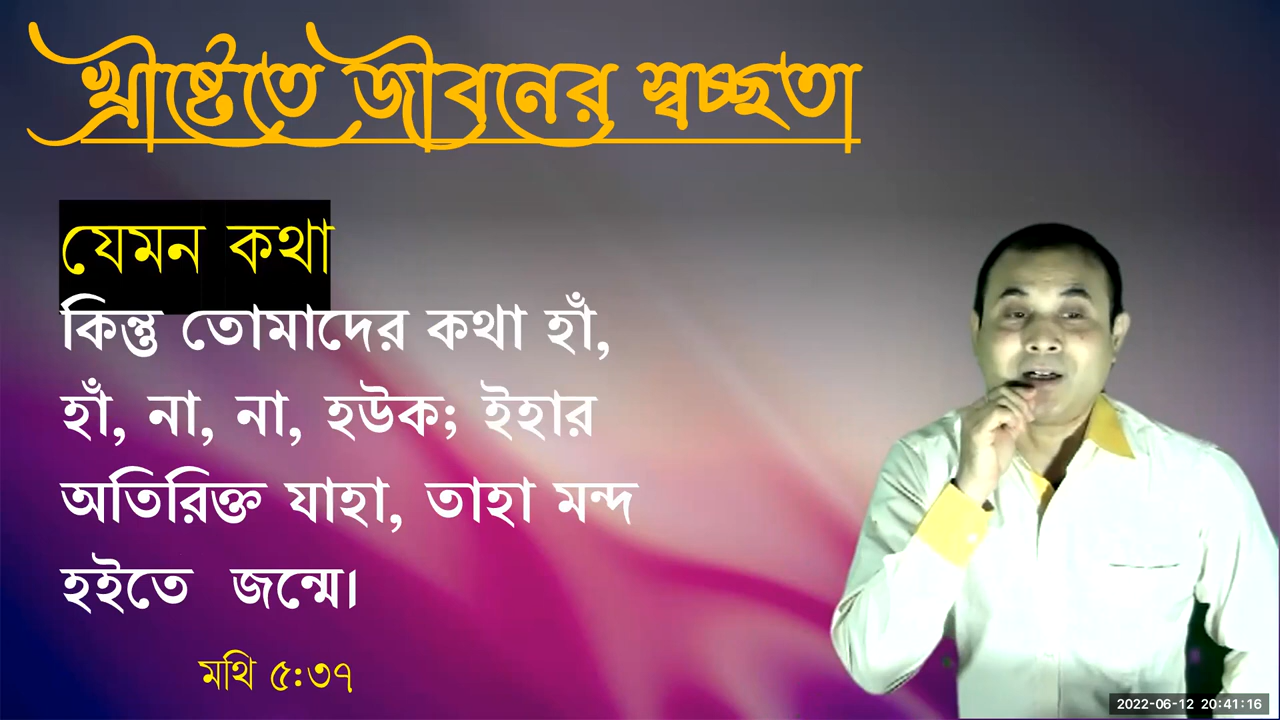 খ্রীষ্টেতে জীবনের স্বচ্ছতা
যেমন কথা
কিন্তু তোমাদের কথা হাঁ,
হাঁ, না, না, হউক; ইহার
অতিরিক্ত যাহা, তাহা মন্দ
হইতে জন্মে।
মথি ৫:৩৭
2022-06-12 20:41:16